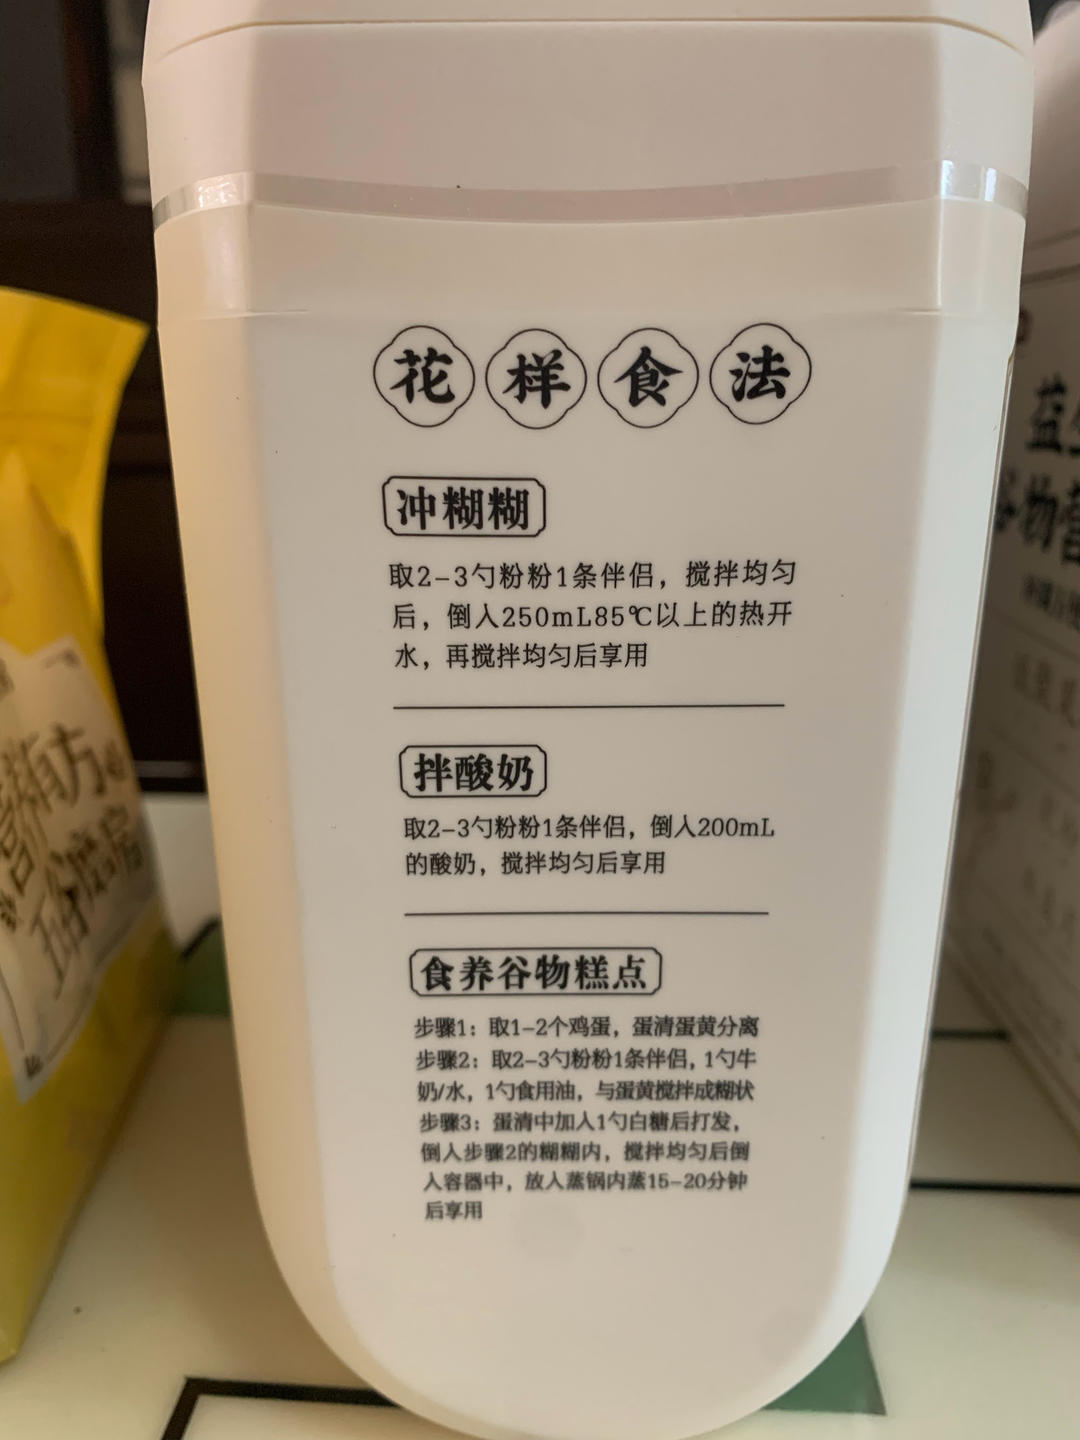 花样食法
冲糊糊
取2-3勺粉粉1条伴侣，搅拌均匀
后，倒入250mL85℃以上的热开
水，再搅拌均匀后享用
拌酸奶
取2-3勺粉粉1条伴侣，倒入200mL
的酸奶，搅拌均匀后享用
食养谷物糕点
步骤1：取1-2个鸡蛋，蛋清蛋黄分离
步骤2：取2-3勺粉粉1条伴侣，1勺牛
奶/水，1勺食用油，与蛋黄搅拌成糊状
步骤3：蛋清中加入1勺白糖后打发，
倒入步骤2的糊糊内，搅拌均匀后倒
入容器中，放入蒸锅内蒸15-20分钟
后享用
益
物营